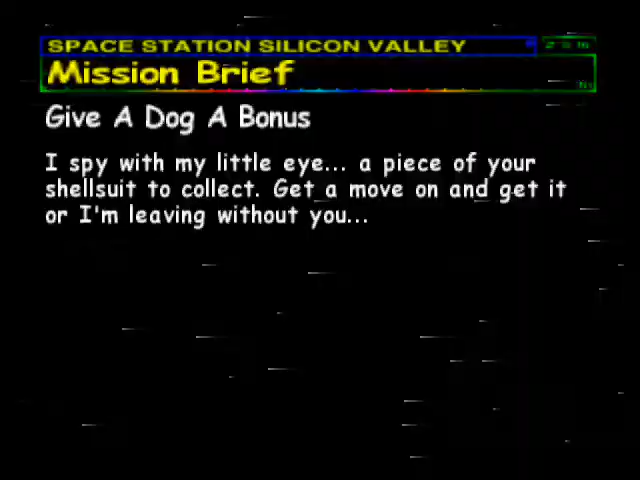 SPACE STATION SILICON VALLEY
Mission Brief
Give A Dog A Bonus
I spy with my little eye... a piece of your
shellsuit to collect. Get a move on and get it
or I'm leaving without you...